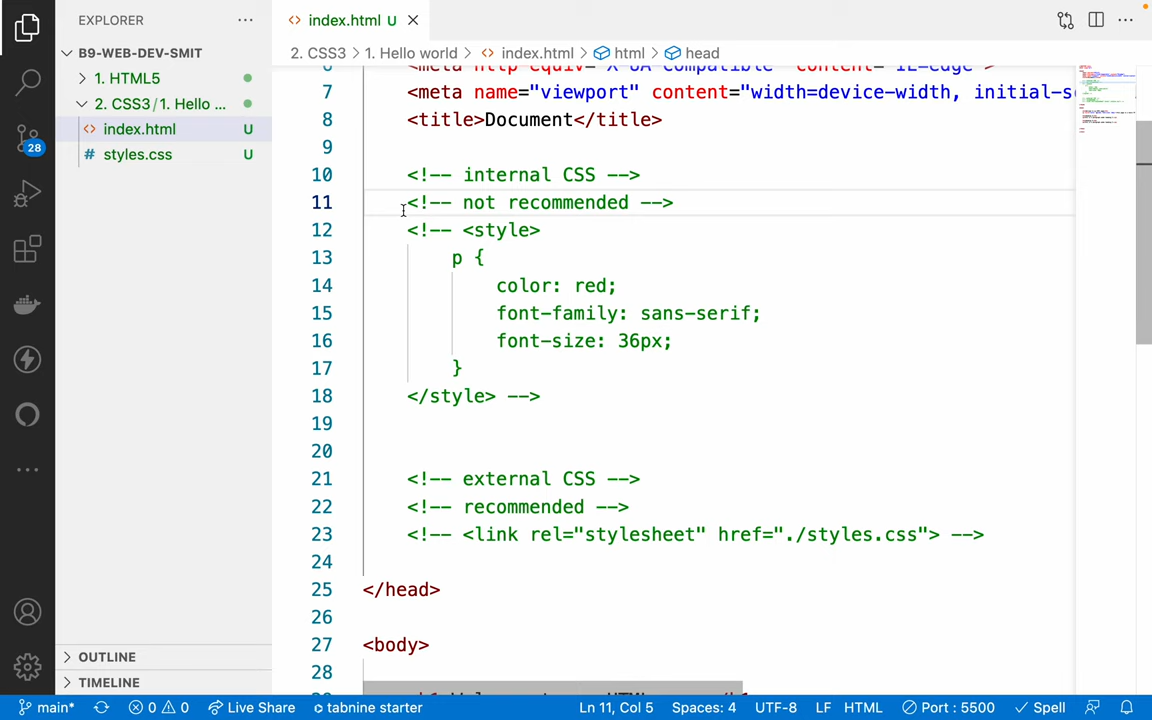 EXPLORER
B9-WEB-DEV-SMIT
1. HTML5
2. CSS3/1. Hello ...
index.html U
styles.css U
OUTLINE
TIMELINE
28
index.html U
2. CSS3 > 1. Hello world > index.html > html > head
7 <meta name="viewport" content="width=device-width, initial-s
8 <title>Document</title>
9
10 <!-- internal CSS -->
11 <!-- not recommended -->
12 <!-- <style>
13 p {
14 color: red;
15 font-family: sans-serif;
16 font-size: 36px;
17 }
18 </style> -->
19
20
21 <!-- external CSS -->
22 <!-- recommended -->
23 <!-- <link rel="stylesheet" href="./styles.css"> -->
24
25 </head>
26
27 <body>
28
main* 0 0 Live Share tabnine starter Ln 11, Col 5 Spaces: 4 UTF-8 LF HTML Port : 5500 Spell